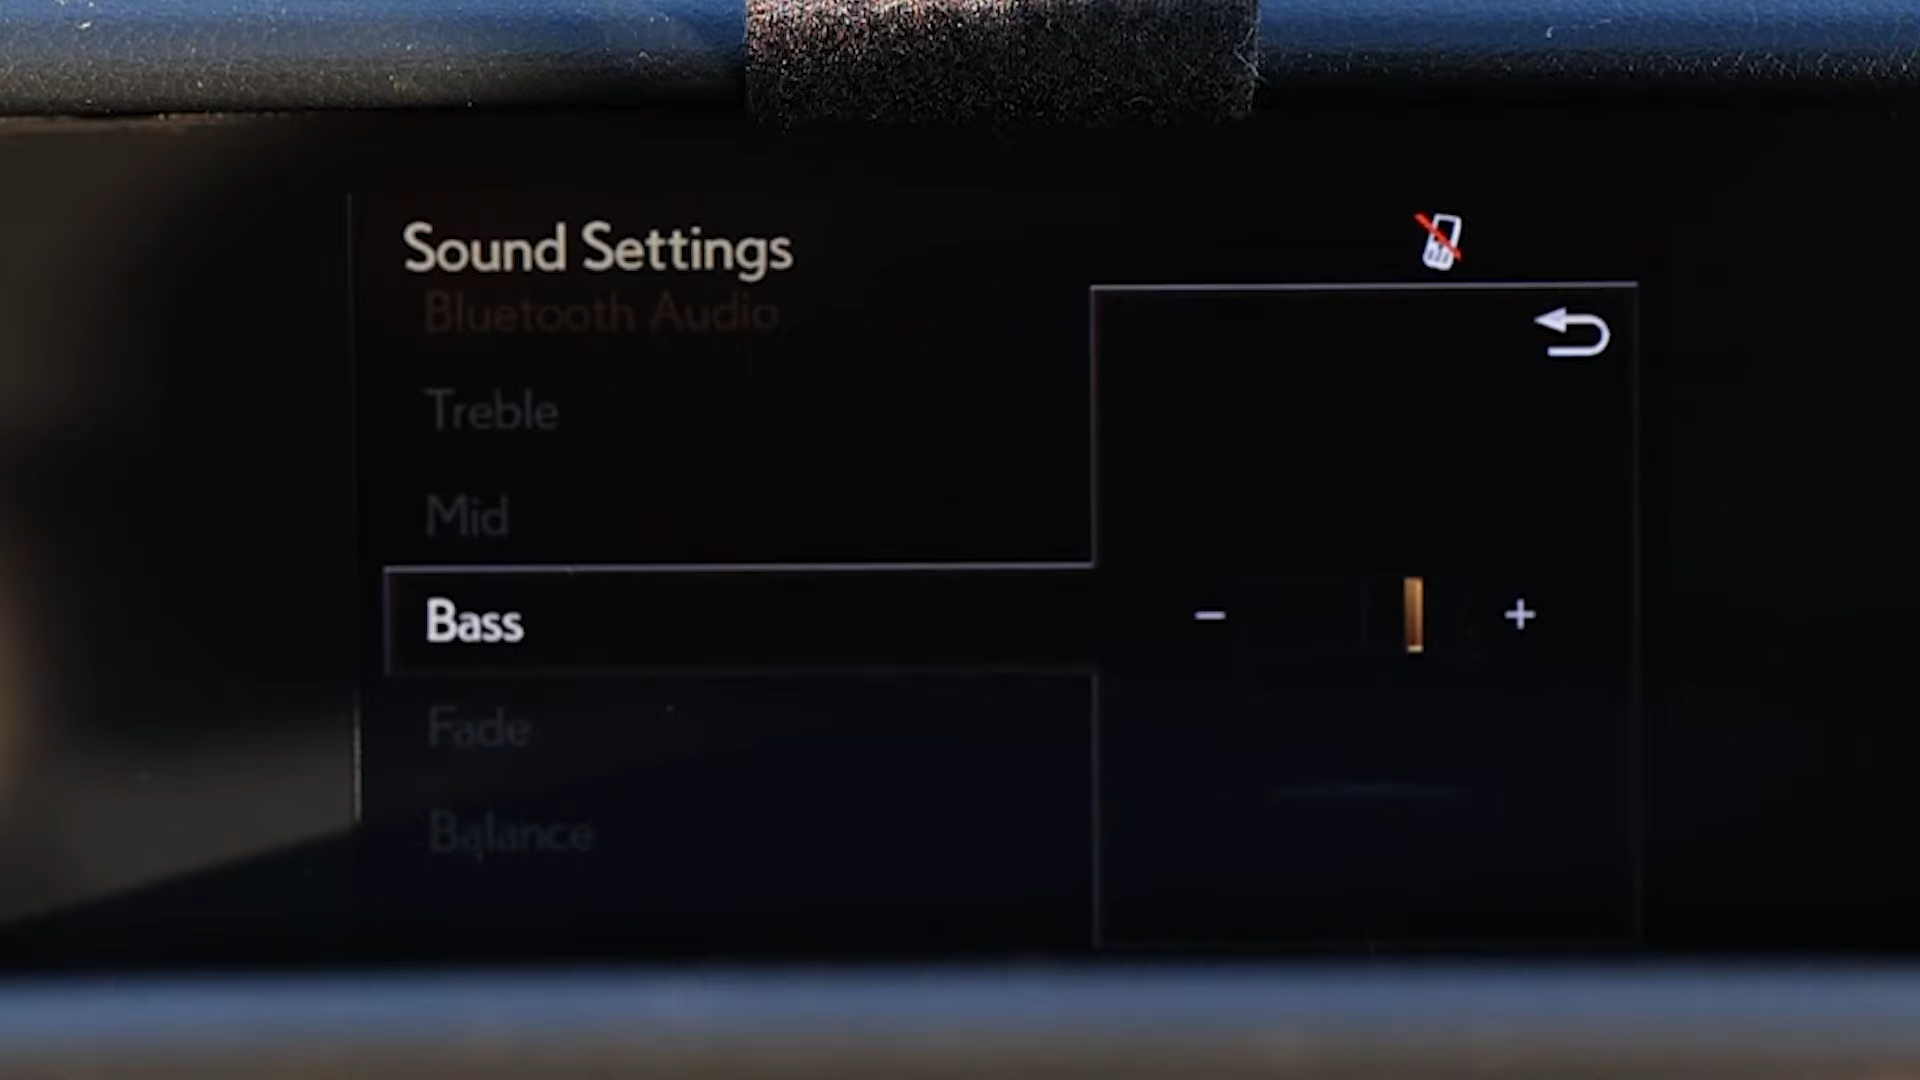 Sound Settings
Bluetooth Audio
Treble
Mid
Bass
- +
Fade
Balance